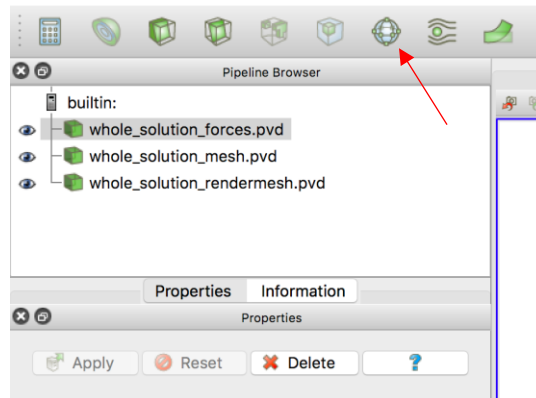 Pipeline Browser
builtin:
whole_solution_forces.pvd
whole_solution_mesh.pvd
whole_solution_rendermesh.pvd
Properties Information
Properties
Apply Reset Delete ?